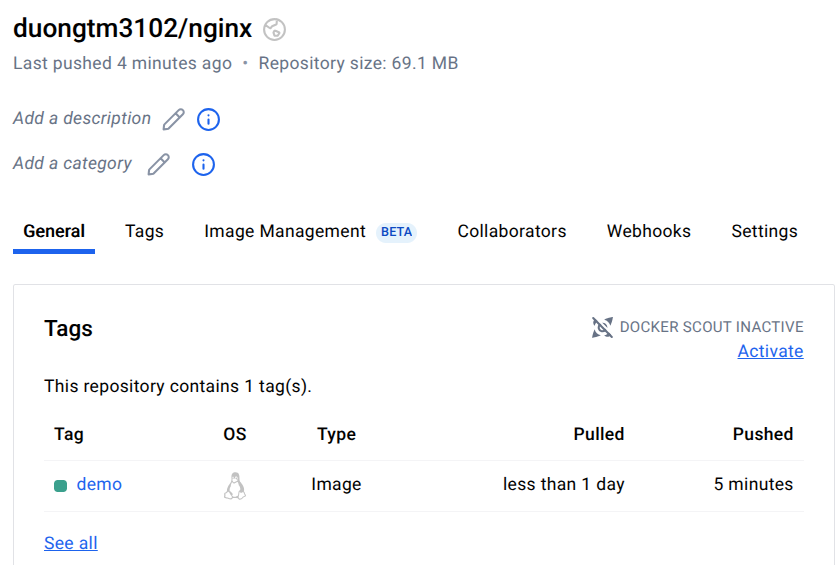 duongtm3102/nginx
Last pushed 4 minutes ago • Repository size: 69.1 MB
Add a description
Add a category
General Tags Image Management BETA Collaborators Webhooks Settings
Tags
DOCKER SCOUT INACTIVE
Activate
This repository contains 1 tag(s).
Tag OS Type Pulled Pushed
demo Image less than 1 day 5 minutes
See all